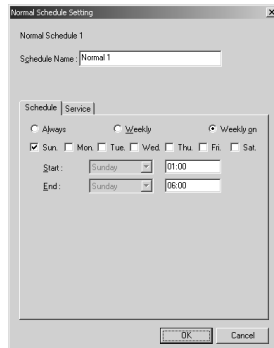 Normal Schedule Setting
Normal Schedule 1
Schedule Name : Normal 1
Schedule Service
Always Weekly Weekly on
Sun. Mon. Tue. Wed. Thu. Fri. Sat.
Start : Sunday 01:00
End : Sunday 06:00
OK Cancel